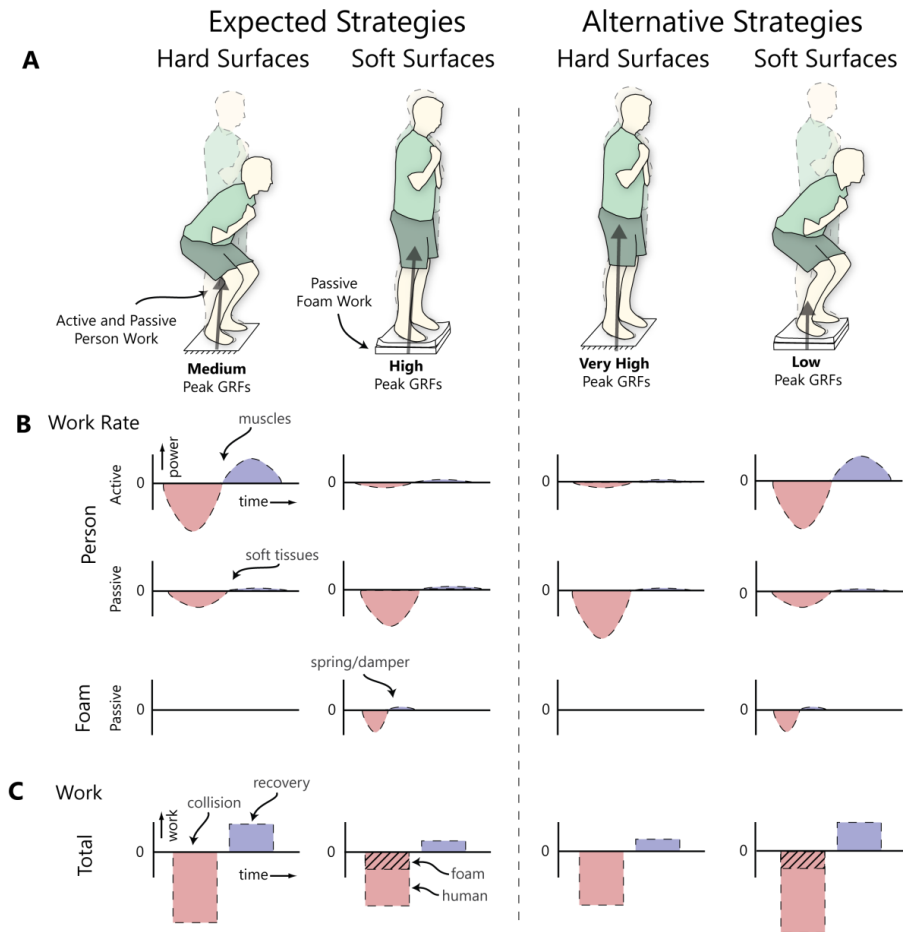 Expected Strategies
Alternative Strategies
A
Hard Surfaces
Soft Surfaces
Hard Surfaces
Soft Surfaces
Active and Passive
Person Work
Passive
Foam Work
Medium
Peak GRFs
High
Peak GRFs
Very High
Peak GRFs
Low
Peak GRFs
B Work Rate
Person
Active
0
power
muscles
time
0
0
0
Passive
0
soft tissues
0
0
0
Foam
Passive
0
spring/damper
0
0
0
C Work
Total
0
work
collision
recovery
time
0
foam
human
0
0